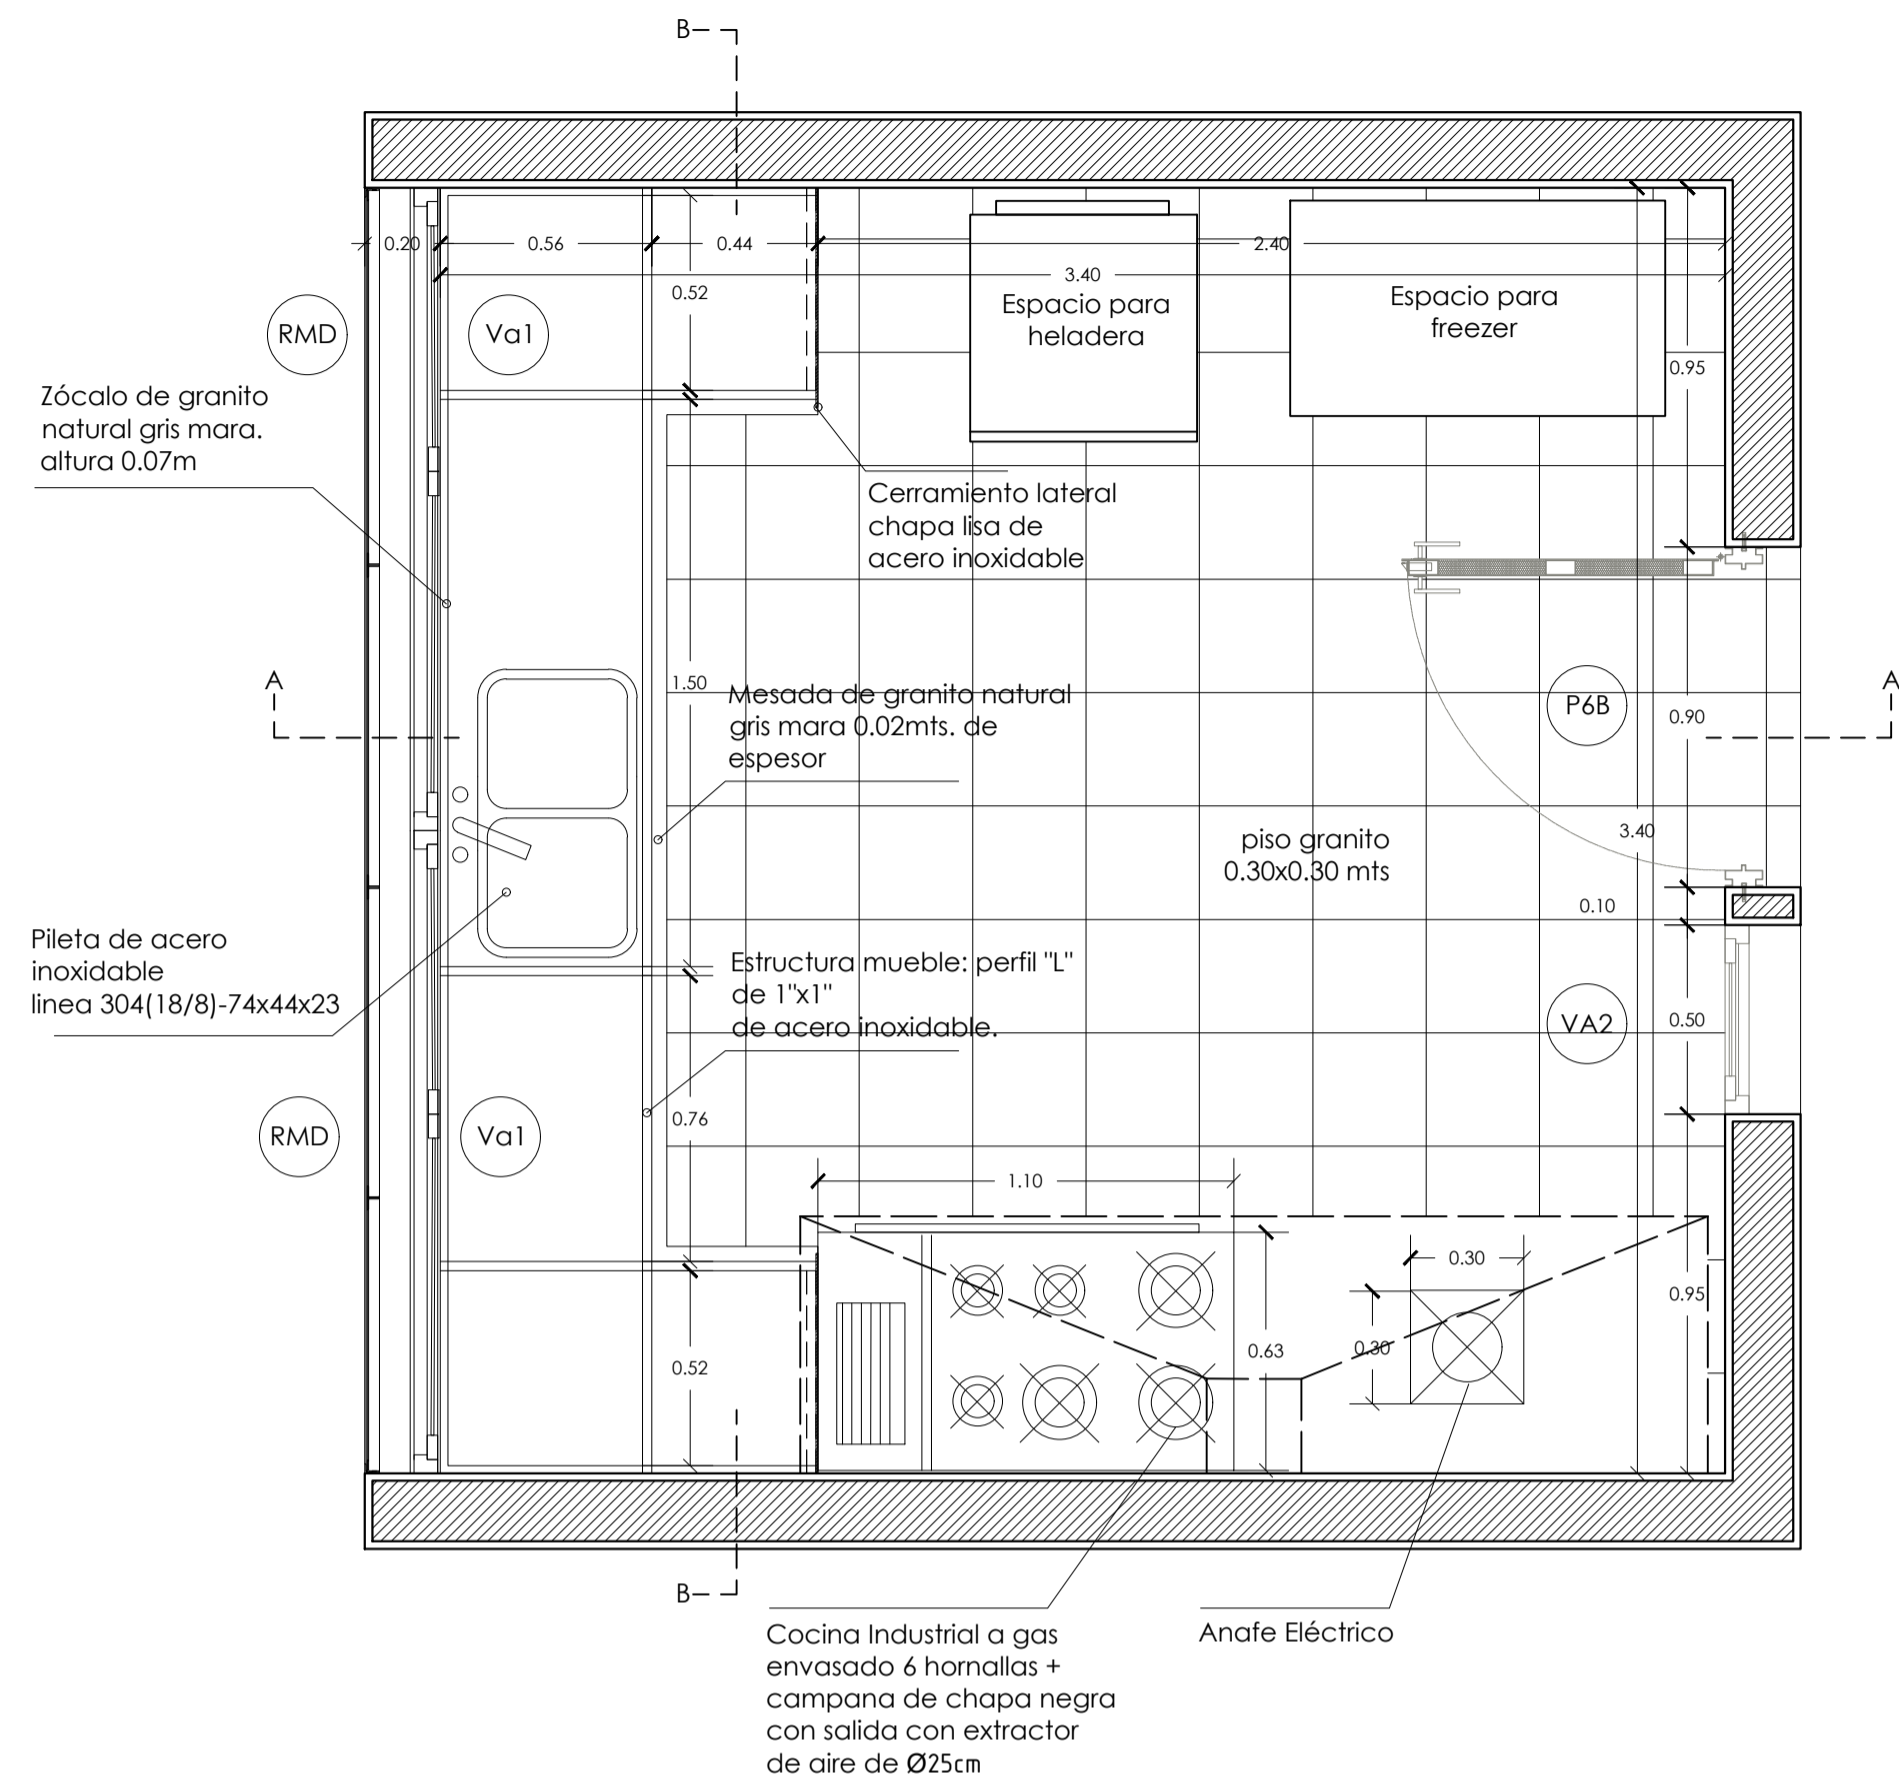 B
0.20
0.56
0.44
2.40
3.40
0.52
Espacio para
heladera
Espacio para
freezer
RMD
Va1
0.95
Zócalo de granito
natural gris mara.
altura 0.07m
Cerramiento lateral
chapa lisa de
acero inoxidable
A
1.50
Mesada de granito natural
gris mara 0.02mts. de
espesor
P6B
0.90
A
piso granito
0.30x0.30 mts
3.40
0.10
Pileta de acero
inoxidable
linea 304(18/8)-74x44x23
Estructura mueble: perfil "L"
de 1"x1"
de acero inoxidable.
VA2
0.50
RMD
Va1
0.76
1.10
0.30
0.95
0.63
0.30
0.52
B
Cocina Industrial a gas
envasado 6 hornallas +
campana de chapa negra
con salida con extractor
de aire de Ø25cm
Anafe Eléctrico